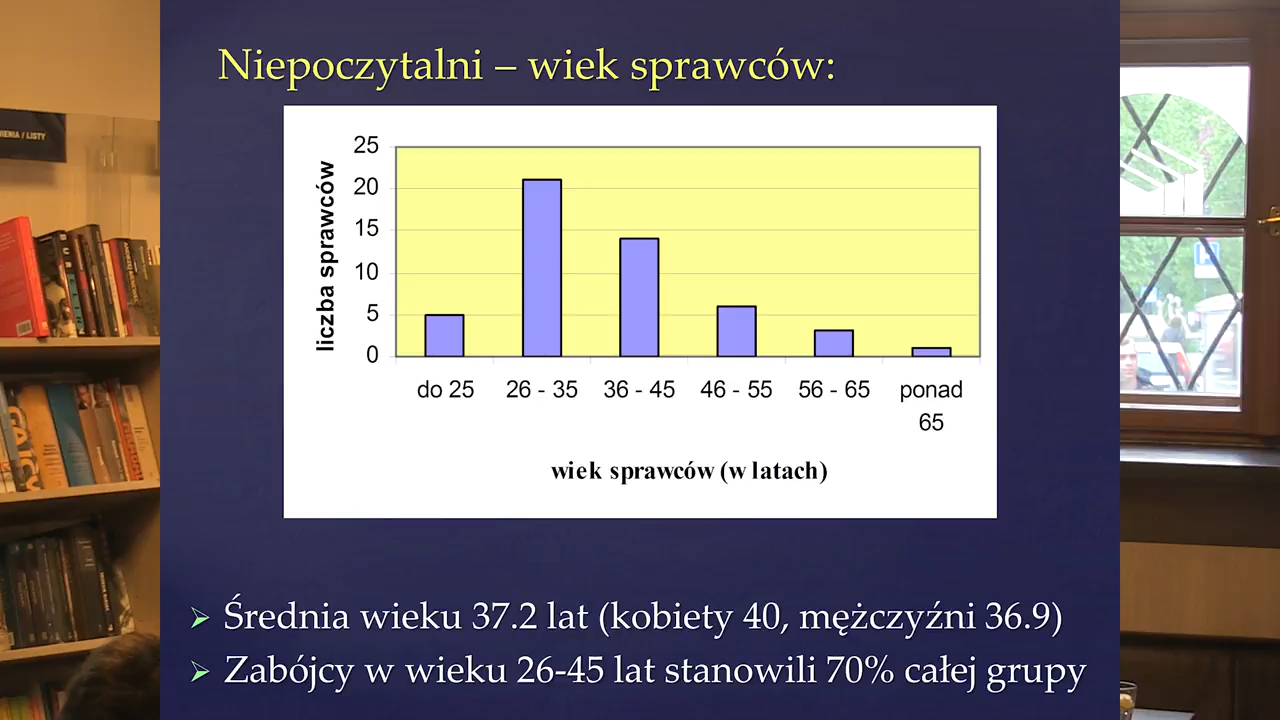 Niepoczytalni – wiek sprawców:
25
20
15
10
5
0
liczba sprawców
do 25
26 - 35
36 - 45
46 - 55
56 - 65
ponad
65
wiek sprawców (w latach)
Średnia wieku 37.2 lat (kobiety 40, mężczyźni 36.9)
Zabójcy w wieku 26-45 lat stanowili 70% całej grupy
/ LISTY